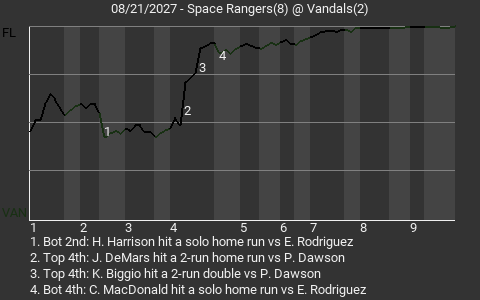 08/21/2027 - Space Rangers(8) @ Vandals(2)
FL
3
4
2
1
VAN
1 2 3 4 5 6 7 8 9
1. Bot 2nd: H. Harrison hit a solo home run vs E. Rodriguez
2. Top 4th: J. DeMars hit a 2-run home run vs P. Dawson
3. Top 4th: K. Biggio hit a 2-run double vs P. Dawson
4. Bot 4th: C. MacDonald hit a solo home run vs E. Rodriguez